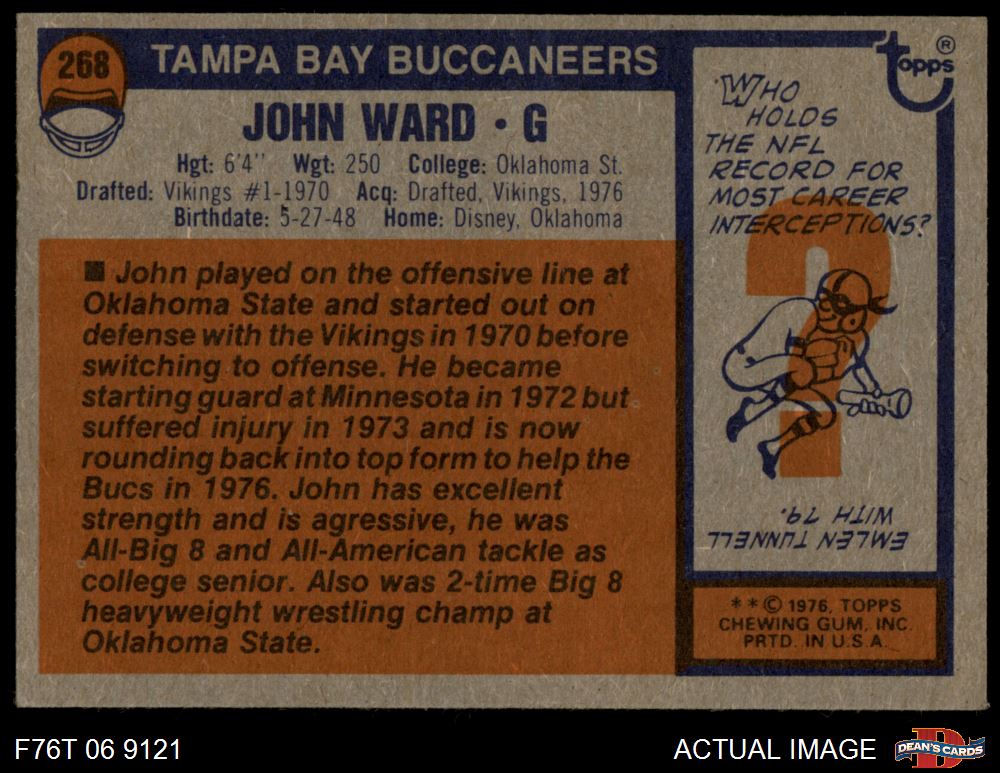 268
TAMPA BAY BUCCANEERS
JOHN WARD • G
Hgt: 6'4" Wgt: 250 College: Oklahoma St.
Drafted: Vikings #1-1970 Acq: Drafted, Vikings, 1976
Birthdate: 5-27-48 Home: Disney, Oklahoma
■ John played on the offensive line at
Oklahoma State and started out on
defense with the Vikings in 1970 before
switching to offense. He became
starting guard at Minnesota in 1972 but
suffered injury in 1973 and is now
rounding back into top form to help the
Bucs in 1976. John has excellent
strength and is agressive, he was
All-Big 8 and All-American tackle as
college senior. Also was 2-time Big 8
heavyweight wrestling champ at
Oklahoma State.
topps ®
WHO
HOLDS
THE NFL
RECORD FOR
MOST CAREER
INTERCEPTIONS?
EMLEN TUNNELL
WITH 79.
**© 1976, TOPPS
CHEWING GUM, INC.
PRTD. IN U.S.A.
F76T 06 9121
ACTUAL IMAGE
D
DEAN'S CARDS